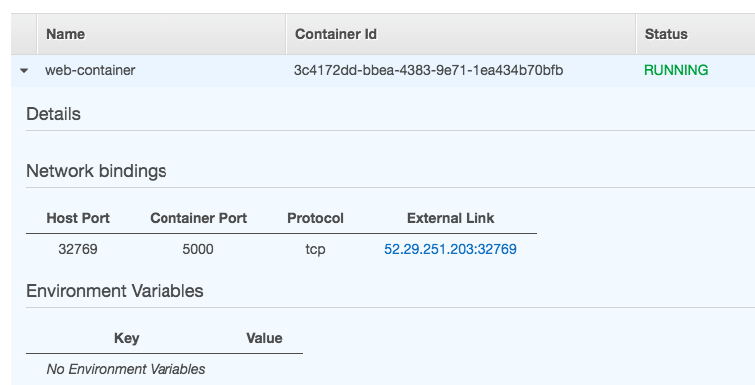 Name Container Id Status
web-container 3c4172dd-bbea-4383-9e71-1ea434b70bfb RUNNING
Details
Network bindings
Host Port Container Port Protocol External Link
32769 5000 tcp 52.29.251.203:32769
Environment Variables
Key Value
No Environment Variables